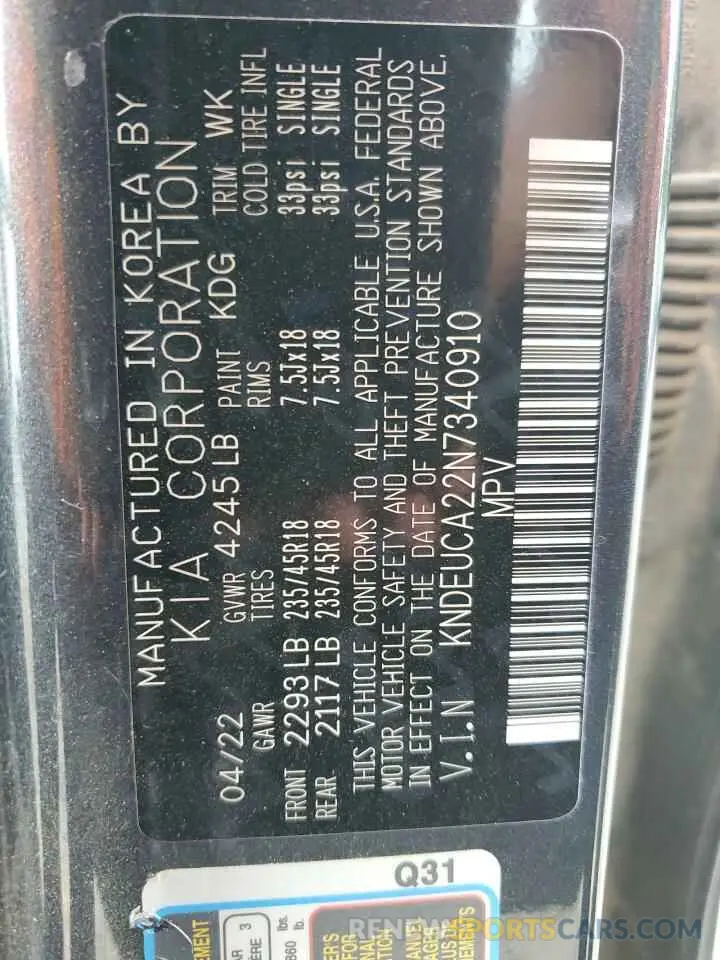 MANUFACTURED IN KOREA BY
KIA CORPORATION
04/22 GVWR 4245 LB PAINT KDG TRIM WK
GAWR TIRES RIMS COLD TIRE INFL
FRONT 2293 LB 235/45R18 7.5Jx18 33psi SINGLE
REAR 2117 LB 235/45R18 7.5Jx18 33psi SINGLE
THIS VEHICLE CONFORMS TO ALL APPLICABLE U.S.A. FEDERAL
MOTOR VEHICLE SAFETY AND THEFT PREVENTION STANDARDS
IN EFFECT ON THE DATE OF MANUFACTURE SHOWN ABOVE.
V.I.N KNDEUCA22N7340910
MPV
Q31